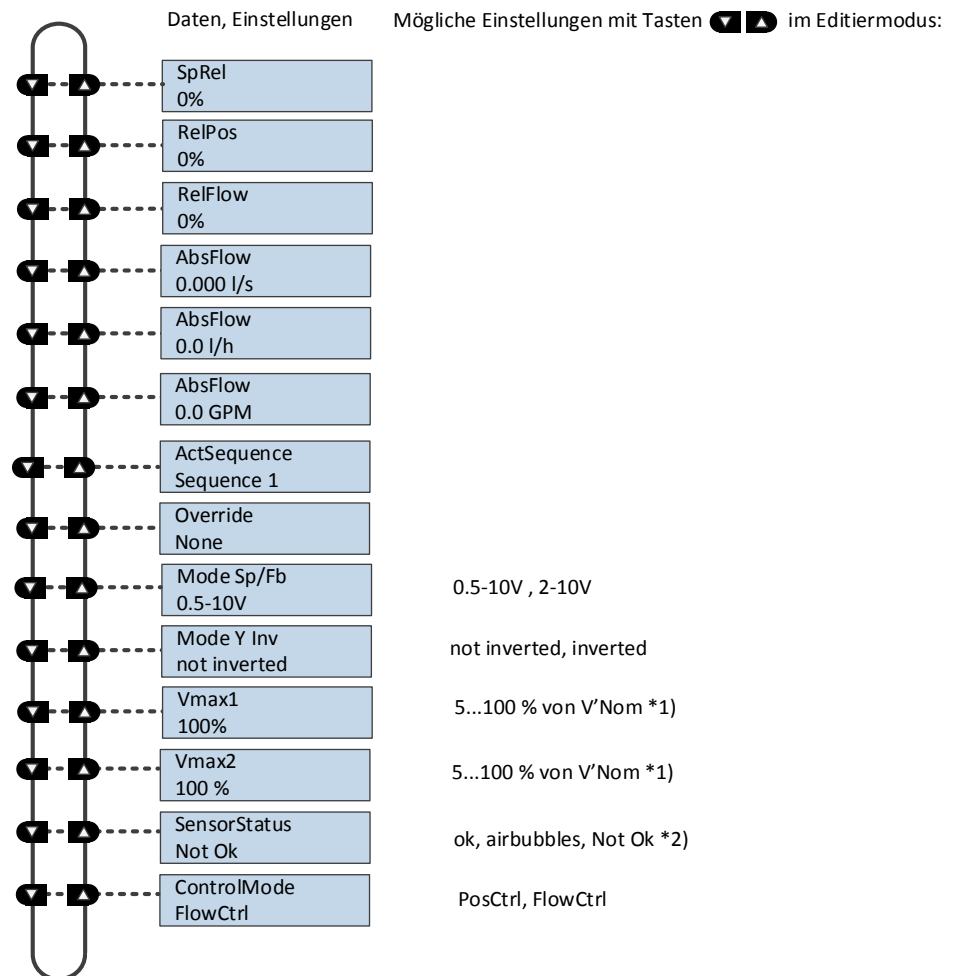 Daten, Einstellungen Mögliche Einstellungen mit Tasten im Editiermodus:
SpRel
0%
RelPos
0%
RelFlow
0%
AbsFlow
0.000 l/s
AbsFlow
0.0 l/h
AbsFlow
0.0 GPM
ActSequence
Sequence 1
Override
None
Mode Sp/Fb
0.5-10V
0.5-10V , 2-10V
Mode Y Inv
not inverted
not inverted, inverted
Vmax1
100%
5...100 % von V’Nom *1)
Vmax2
100 %
5...100 % von V’Nom *1)
SensorStatus
Not Ok
ok, airbubbles, Not Ok *2)
ControlMode
FlowCtrl
PosCtrl, FlowCtrl